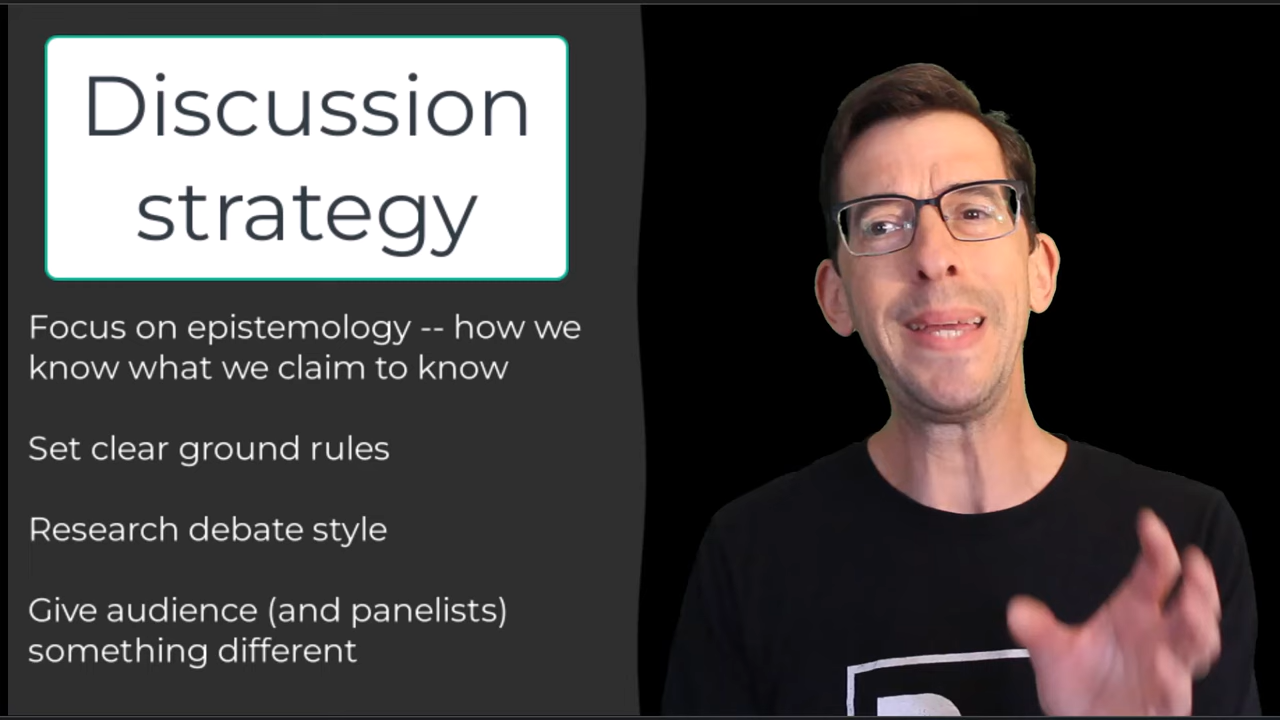 Discussion
strategy
Focus on epistemology -- how we
know what we claim to know
Set clear ground rules
Research debate style
Give audience (and panelists)
something different